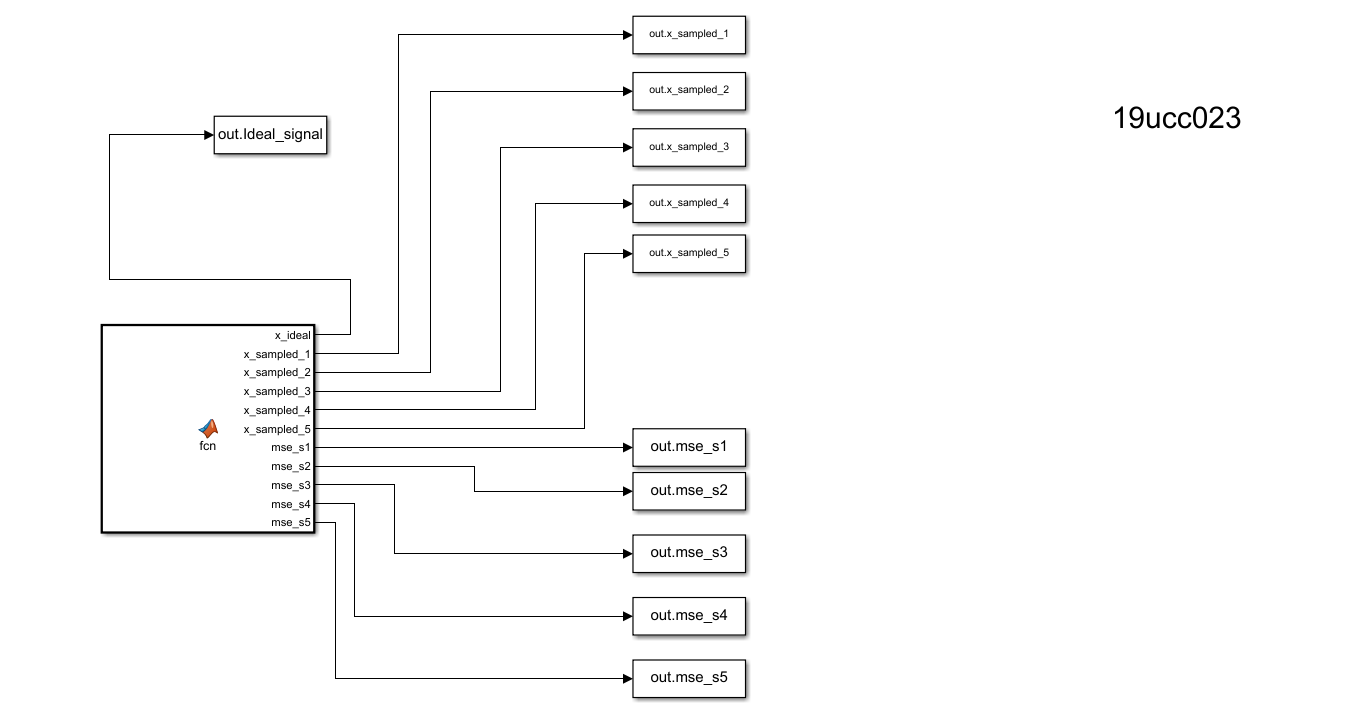 out.x_sampled_1
out.x_sampled_2
19ucc023
out.Ideal_signal
out.x_sampled_3
out.x_sampled_4
out.x_sampled_5
x_ideal
x_sampled_1
x_sampled_2
x_sampled_3
x_sampled_4
x_sampled_5
fcn
mse_s1
mse_s2
mse_s3
mse_s4
mse_s5
out.mse_s1
out.mse_s2
out.mse_s3
out.mse_s4
out.mse_s5